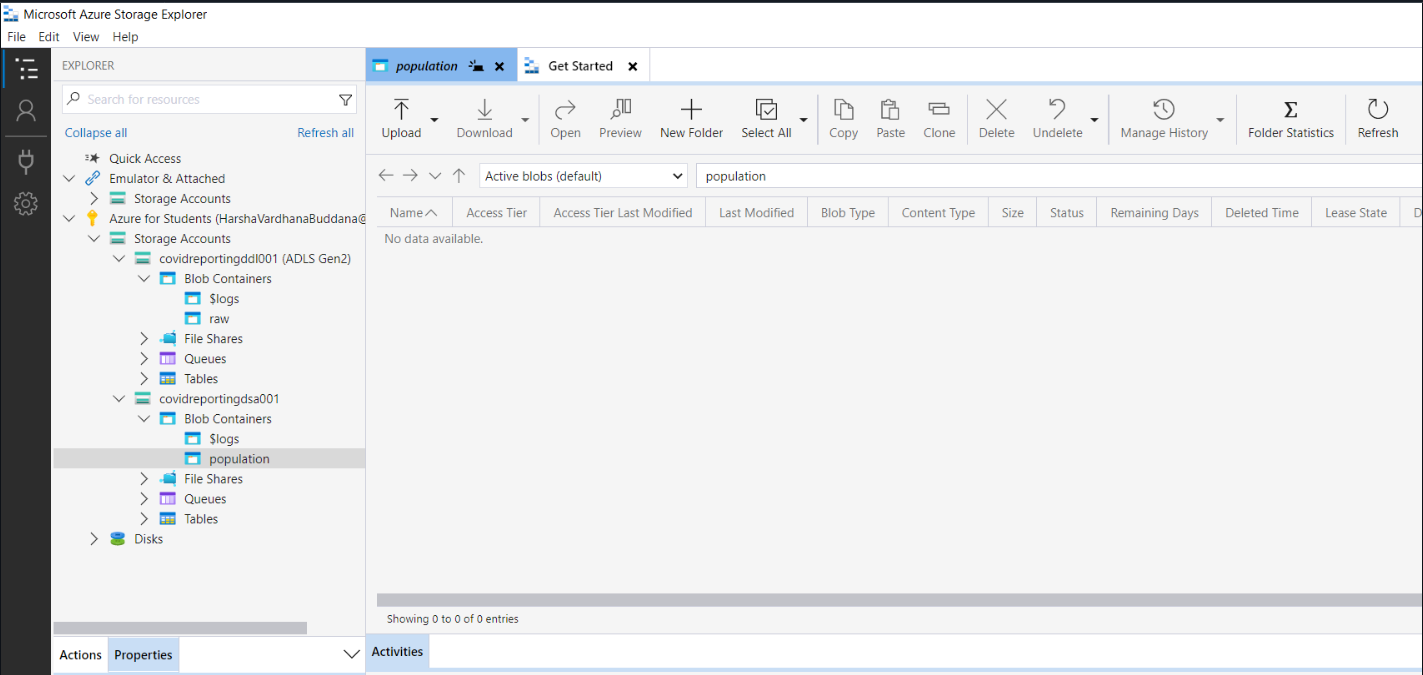 Microsoft Azure Storage Explorer
File Edit View Help
EXPLORER
Search for resources
Collapse all Refresh all
Quick Access
Emulator & Attached
Storage Accounts
Azure for Students (HarshaVardhanaBuddana@
Storage Accounts
covidreportingddl001 (ADLS Gen2)
Blob Containers
$logs
raw
File Shares
Queues
Tables
covidreportingdsa001
Blob Containers
$logs
population
File Shares
Queues
Tables
Disks
Actions Properties
population Get Started
Upload Download Open Preview New Folder Select All Copy Paste Clone Delete Undelete Manage History Folder Statistics Refresh
Active blobs (default) population
Name Access Tier Access Tier Last Modified Last Modified Blob Type Content Type Size Status Remaining Days Deleted Time Lease State D
No data available.
Showing 0 to 0 of 0 entries
Activities